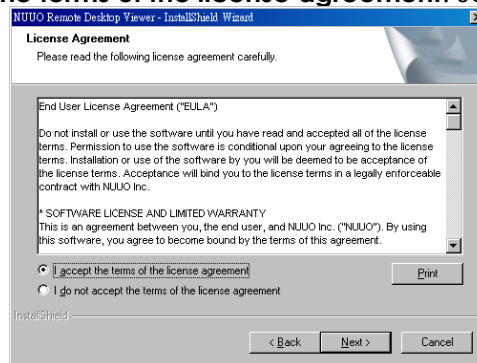 he terms of the license agreement.
NUUO Remote Desktop Viewer - InstallShield Wizard
License Agreement
Please read the following license agreement carefully.
End User License Agreement ("EULA")
Do not install or use the software until you have read and accepted all of the license
terms. Permission to use the software is conditional upon your agreeing to the license
terms. Installation or use of the software by you will be deemed to be acceptance of
the license terms. Acceptance will bind you to the license terms in a legally enforceable
contract with NUUO Inc.
* SOFTWARE LICENSE AND LIMITED WARRANTY
This is an agreement between you, the end user, and NUUO Inc. ("NUUO"). By using
this software, you agree to become bound by the terms of this agreement.
I accept the terms of the license agreement
Print
I do not accept the terms of the license agreement
InstallShield
< Back
Next >
Cancel